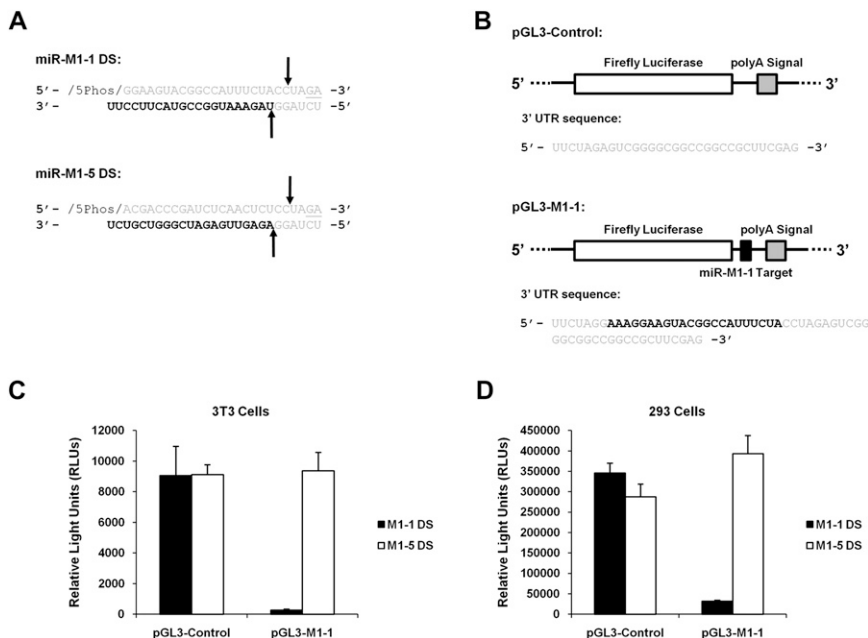 A
miR-M1-1 DS:
5′- /5Phos/GGAAGUACGGCCAUUUCUACCUAGA -3′
3′- UUCCUUCAUGCCGGUAAAGAUGGAUCU -5′
miR-M1-5 DS:
5′- /5Phos/ACGACCCGAUCUCAACUCUCCUAGA -3′
3′- UCUGCUGGGCUAGAGUUGAGAGGAUCU -5′
B
pGL3-Control:
Firefly Luciferase polyA Signal
5′ 3′
3′ UTR sequence:
5′- UUCUAGAGUCGGGGCGGCCGGCCGCUUCGAG -3′
pGL3-M1-1:
Firefly Luciferase polyA Signal
5′ 3′
miR-M1-1 Target
3′ UTR sequence:
5′- UUCUAGGAAAGGAAGUACGGCCAUUUCUACCUAGAGUCGG
GGCGGCCGGCCGCUUCGAG -3′
C
3T3 Cells
Relative Light Units (RLUs)
12000
10000
8000
6000
4000
2000
0
pGL3-Control pGL3-M1-1
M1-1 DS
M1-5 DS
D
293 Cells
Relative Light Units (RLUs)
450000
400000
350000
300000
250000
200000
150000
100000
50000
0
pGL3-Control pGL3-M1-1
M1-1 DS
M1-5 DS